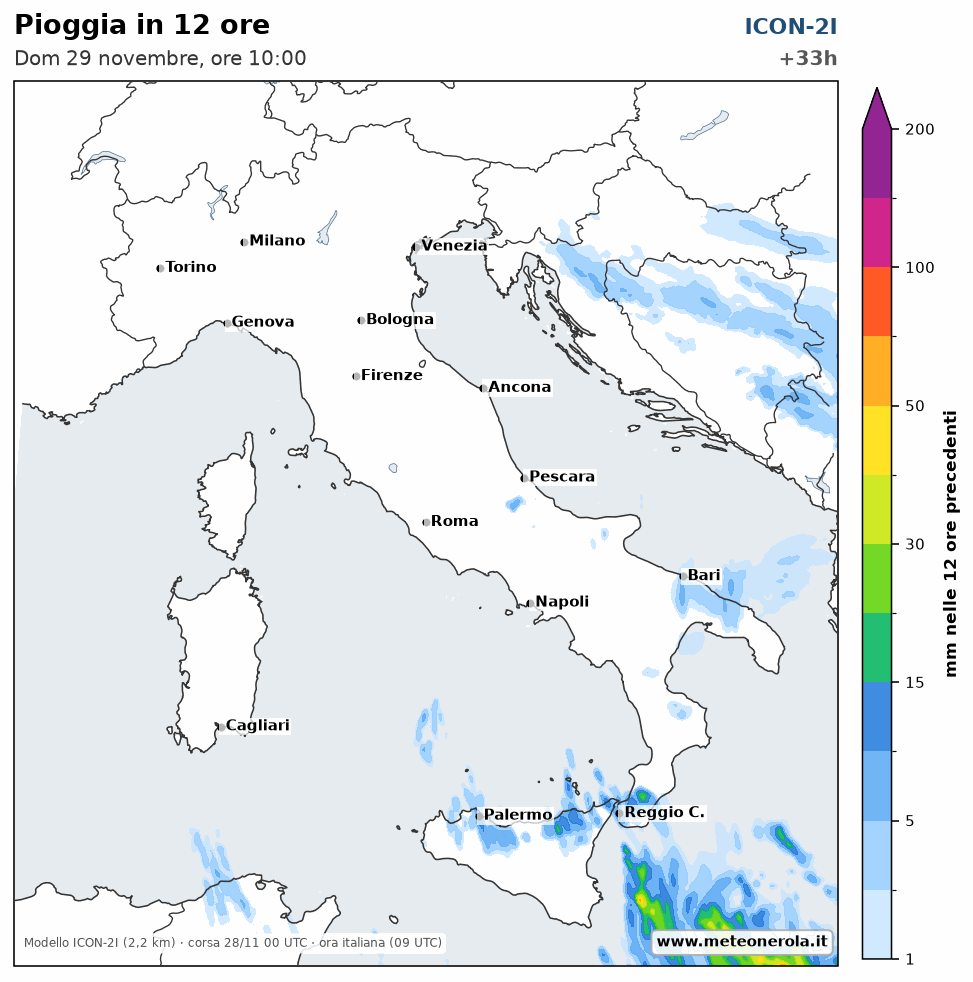 Pioggia in 12 ore
ICON-2I
Dom 29 novembre, ore 10:00
+33h
200
Milano
Venezia
Torino
100
Genova
Bologna
Firenze
Ancona
50
Pescara
Roma
30
Bari
Napoli
15
Cagliari
Palermo
Reggio C.
5
Modello ICON-2I (2,2 km) · corsa 28/11 00 UTC · ora italiana (09 UTC)
www.meteonerola.it
1
mm nelle 12 ore precedenti